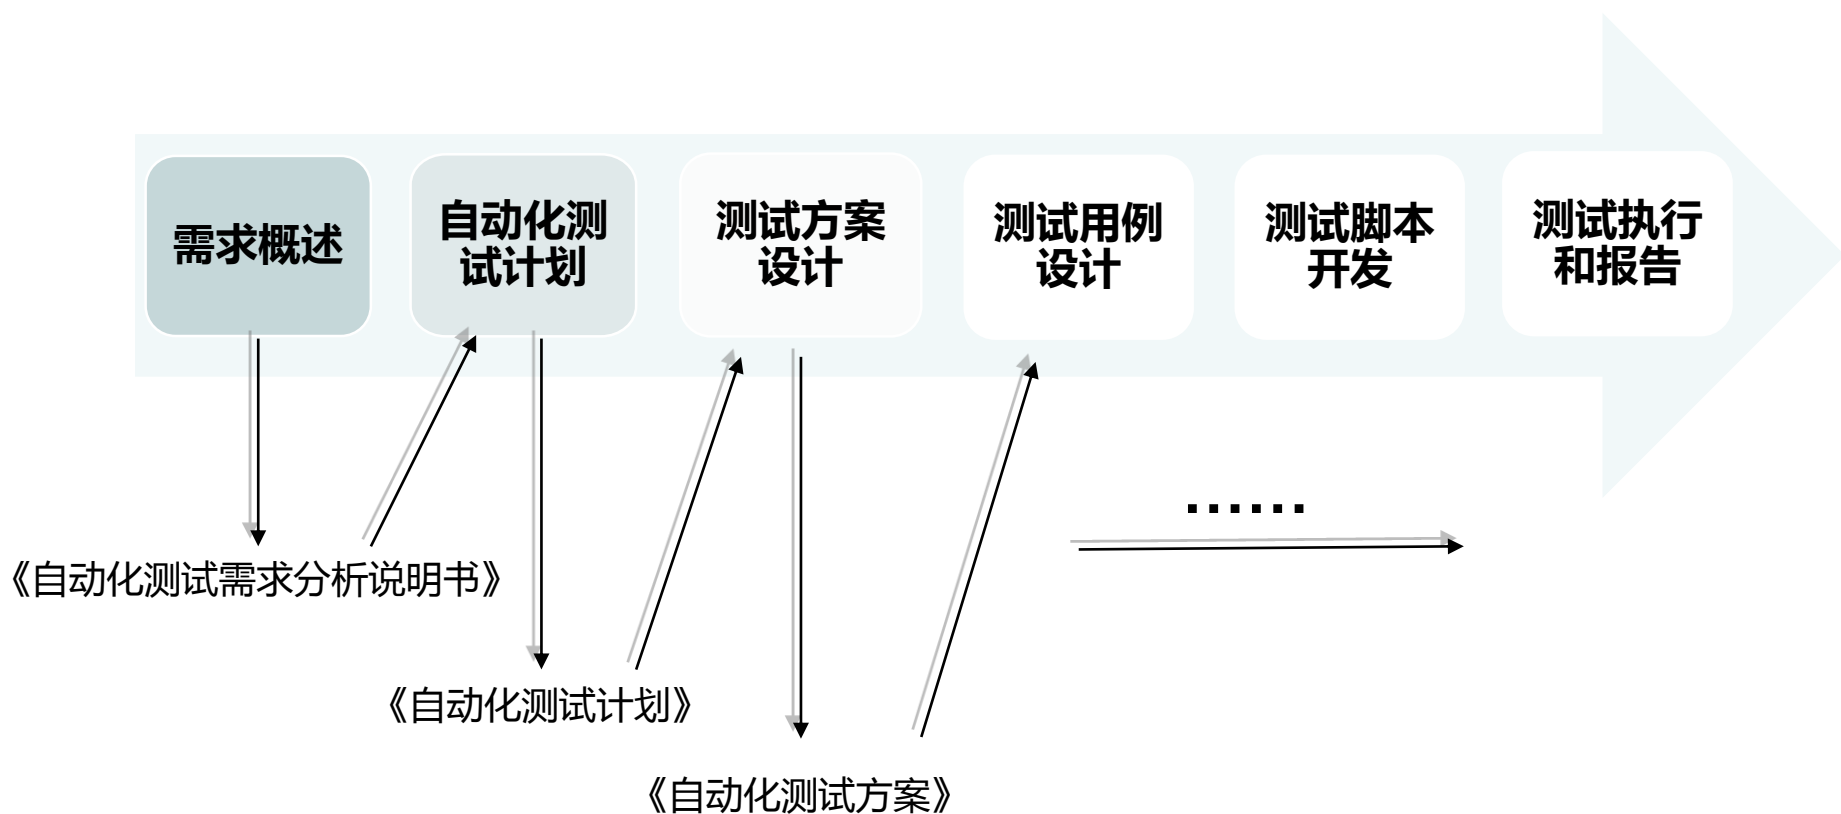 需求概述
自动化测
试计划
测试方案
设计
测试用例
设计
测试脚本
开发
测试执行
和报告
......
《自动化测试需求分析说明书》
《自动化测试计划》
《自动化测试方案》